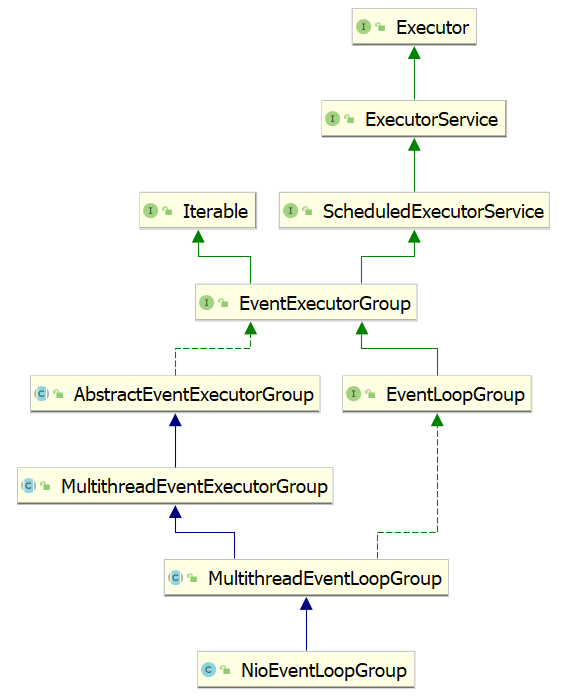 I Executor
I ExecutorService
I Iterable
I ScheduledExecutorService
I EventExecutorGroup
C AbstractEventExecutorGroup
I EventLoopGroup
C MultithreadEventExecutorGroup
C MultithreadEventLoopGroup
C NioEventLoopGroup